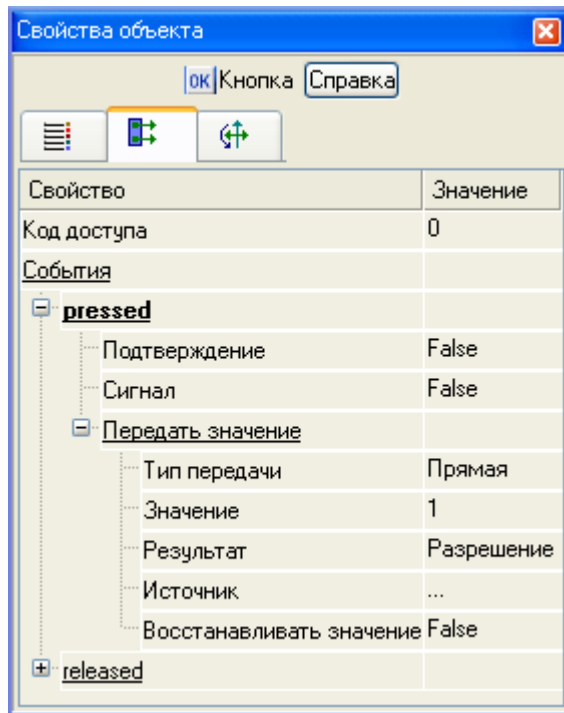 Свойства объекта
OK Кнопка Справка
Свойство Значение
Код доступа 0
События
pressed
Подтверждение False
Сигнал False
Передать значение
Тип передачи Прямая
Значение 1
Результат Разрешение
Источник ...
Восстанавливать значение False
released